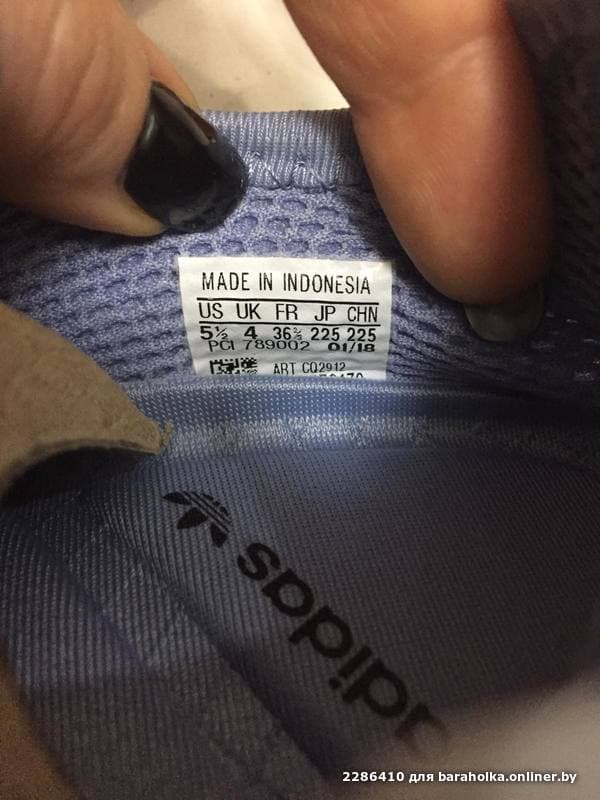 MADE IN INDONESIA
US UK FR JP CHN
5½ 4 36⅔ 225 225
PCI 789002 01/18
ART CQ2912
adidas
2286410 для baraholka.onliner.by